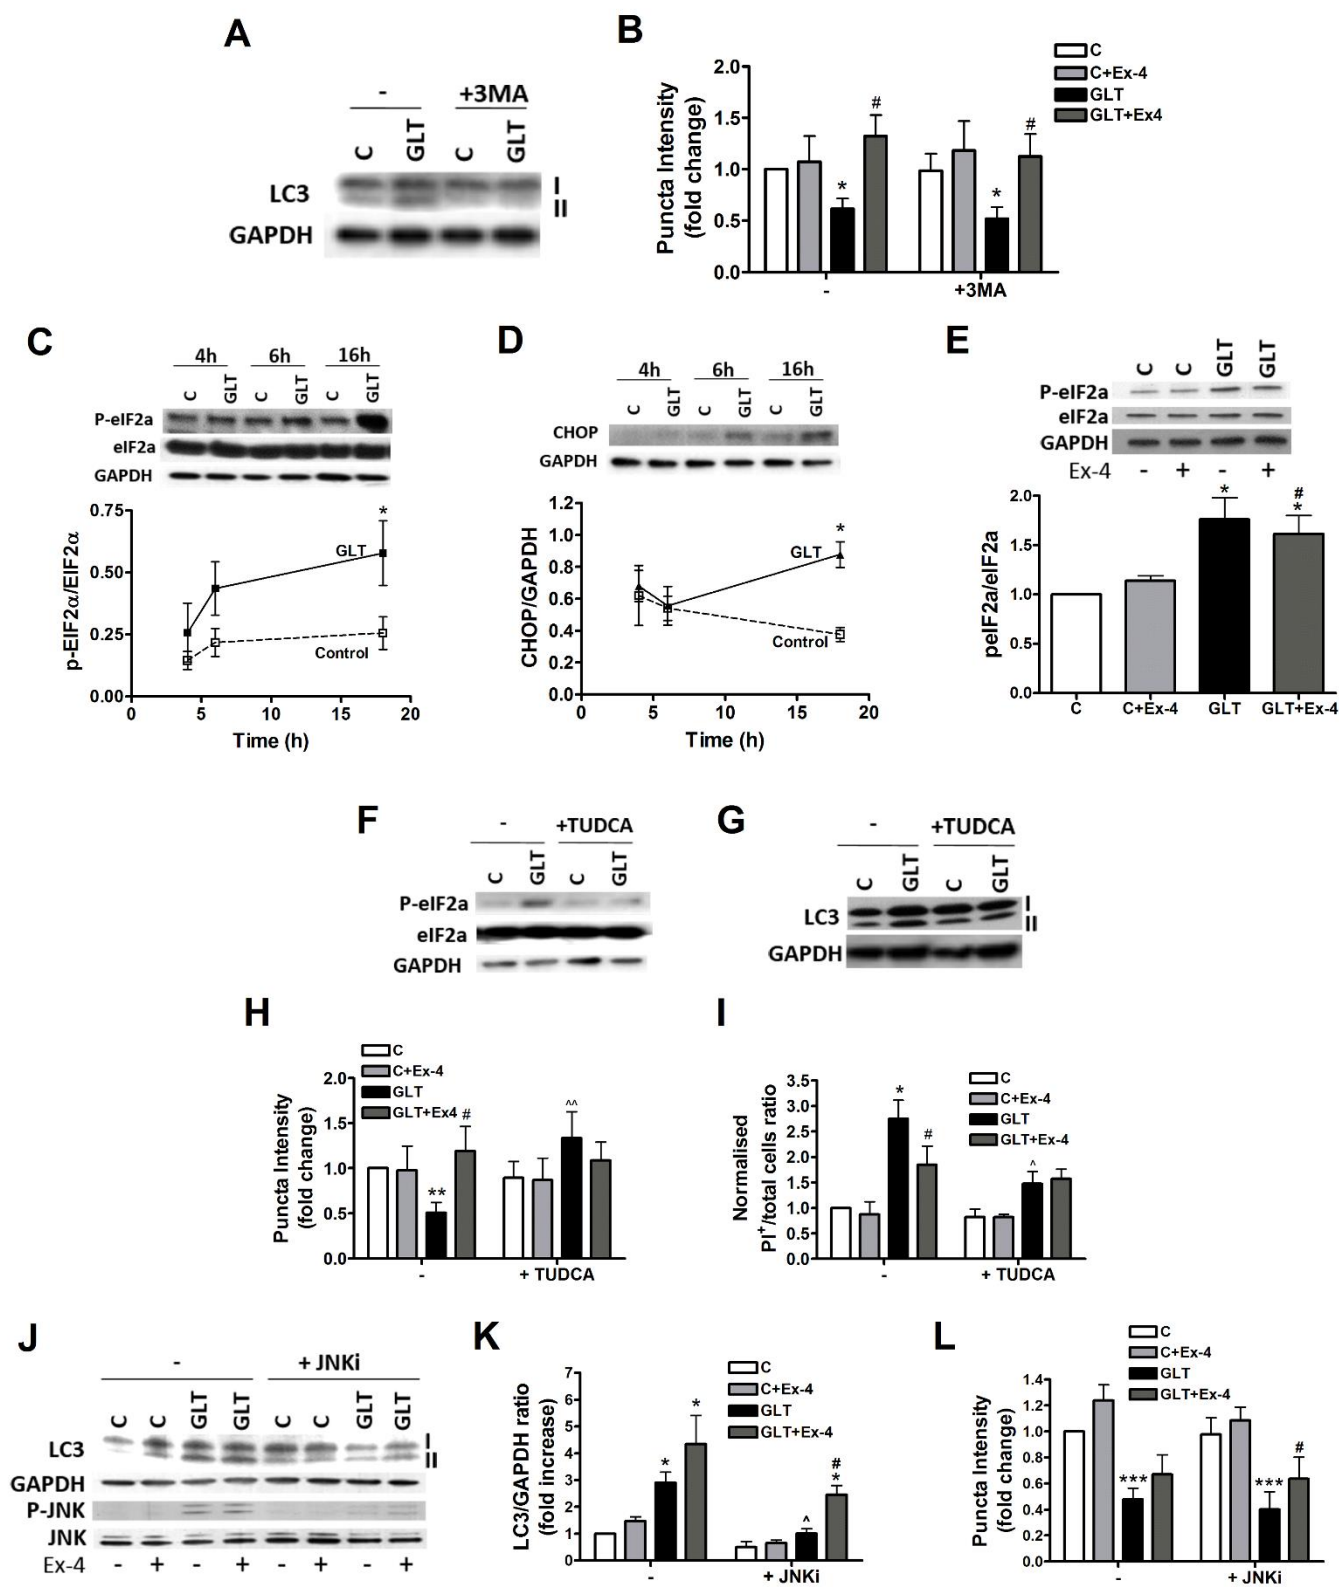 A
- +3MA
C GLT C GLT
LC3 I
II
GAPDH
B
C
C+Ex-4
GLT
GLT+Ex4
Puncta Intensity
(fold change)
2.0
1.5
1.0
0.5
0.0
* # * #
- +3MA
C
4h 6h 16h
C GLT C GLT C GLT
P-eIF2a
eIF2a
GAPDH
p-EIF2α/EIF2α
0.75
0.50
0.25
0.00
*
GLT
Control
0 5 10 15 20
Time (h)
D
4h 6h 16h
C GLT C GLT C GLT
CHOP
GAPDH
CHOP/GAPDH
1.2
1.0
0.8
0.6
0.4
0.2
0.0
*
GLT
Control
0 5 10 15 20
Time (h)
E
C C GLT GLT
P-eIF2a
eIF2a
GAPDH
Ex-4 - + - +
peIF2a/eIF2a
2.0
1.5
1.0
0.5
0.0
* #
*
C C+Ex-4 GLT GLT+Ex-4
F
- +TUDCA
C GLT C GLT
P-eIF2a
eIF2a
GAPDH
G
- +TUDCA
C GLT C GLT
LC3 I
II
GAPDH
H
C
C+Ex-4
GLT
GLT+Ex4
Puncta Intensity
(fold change)
2.0
1.5
1.0
0.5
0.0
** # ^^
- + TUDCA
I
C
C+Ex-4
GLT
GLT+Ex-4
Normalised
PI+/total cells ratio
3.5
3.0
2.5
2.0
1.5
1.0
0.5
0.0
* # ^
- + TUDCA
J
- + JNKi
C C GLT GLT C C GLT GLT
LC3 I
II
GAPDH
P-JNK
JNK
Ex-4 - + - + - + - +
K
C
C+Ex-4
GLT
GLT+Ex-4
LC3/GAPDH ratio
(fold increase)
7
6
5
4
3
2
1
0
* * ^ #
*
- + JNKi
L
C
C+Ex-4
GLT
GLT+Ex-4
Puncta Intensity
(fold change)
1.4
1.2
1.0
0.8
0.6
0.4
0.2
0
*** *** #
- + JNKi